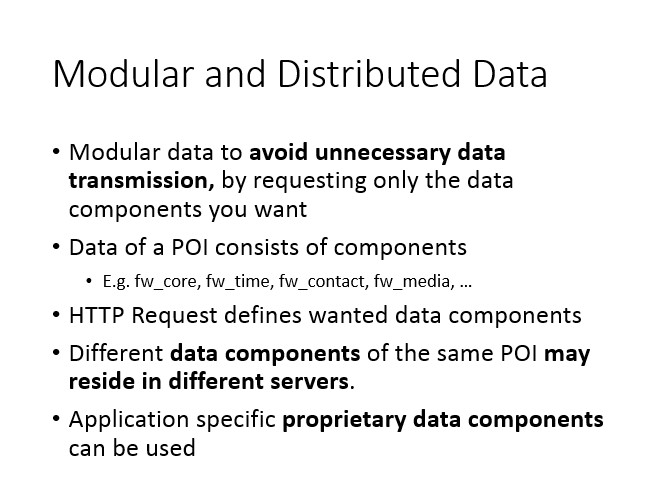 Modular and Distributed Data
• Modular data to avoid unnecessary data
transmission, by requesting only the data
components you want
• Data of a POI consists of components
• E.g. fw_core, fw_time, fw_contact, fw_media, …
• HTTP Request defines wanted data components
• Different data components of the same POI may
reside in different servers.
• Application specific proprietary data components
can be used